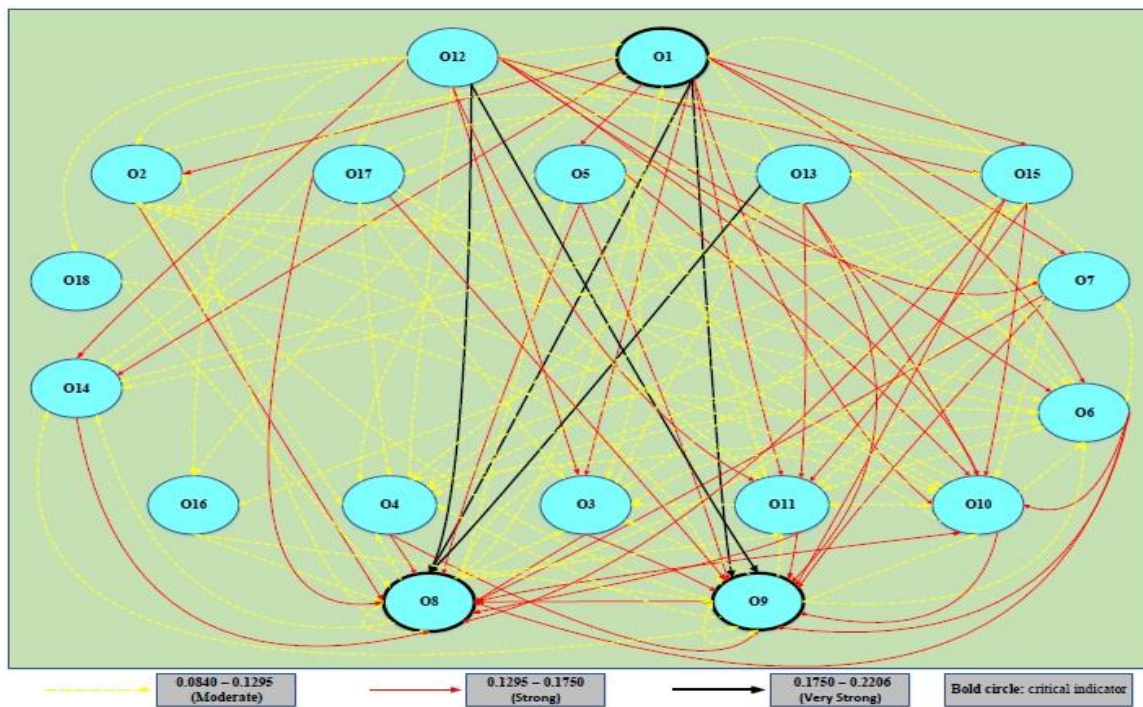 O12 O1
O2 O17 O5 O13 O15
O18 O7
O14 O6
O16 O4 O3 O11 O10
O8 O9
0.0840 – 0.1295
(Moderate)
0.1295 - 0.1750
(Strong)
0.1750 - 0.2206
(Very Strong)
Bold circle: critical indicator